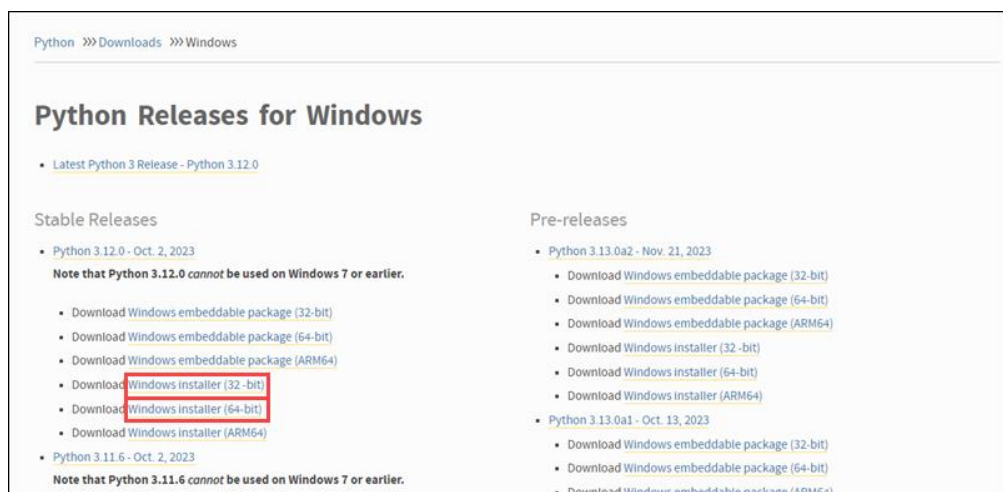 Python >>> Downloads >>> Windows
Python Releases for Windows
Latest Python 3 Release - Python 3.12.0
Stable Releases
Python 3.12.0 - Oct. 2, 2023
Note that Python 3.12.0 cannot be used on Windows 7 or earlier.
Download Windows embeddable package (32-bit)
Download Windows embeddable package (64-bit)
Download Windows embeddable package (ARM64)
Download Windows installer (32 -bit)
Download Windows installer (64-bit)
Download Windows installer (ARM64)
Python 3.11.6 - Oct. 2, 2023
Note that Python 3.11.6 cannot be used on Windows 7 or earlier.
Pre-releases
Python 3.13.0a2 - Nov. 21, 2023
Download Windows embeddable package (32-bit)
Download Windows embeddable package (64-bit)
Download Windows embeddable package (ARM64)
Download Windows installer (32 -bit)
Download Windows installer (64-bit)
Download Windows installer (ARM64)
Python 3.13.0a1 - Oct. 13, 2023
Download Windows embeddable package (32-bit)
Download Windows embeddable package (64-bit)
Download Windows embeddable package (ARM64)